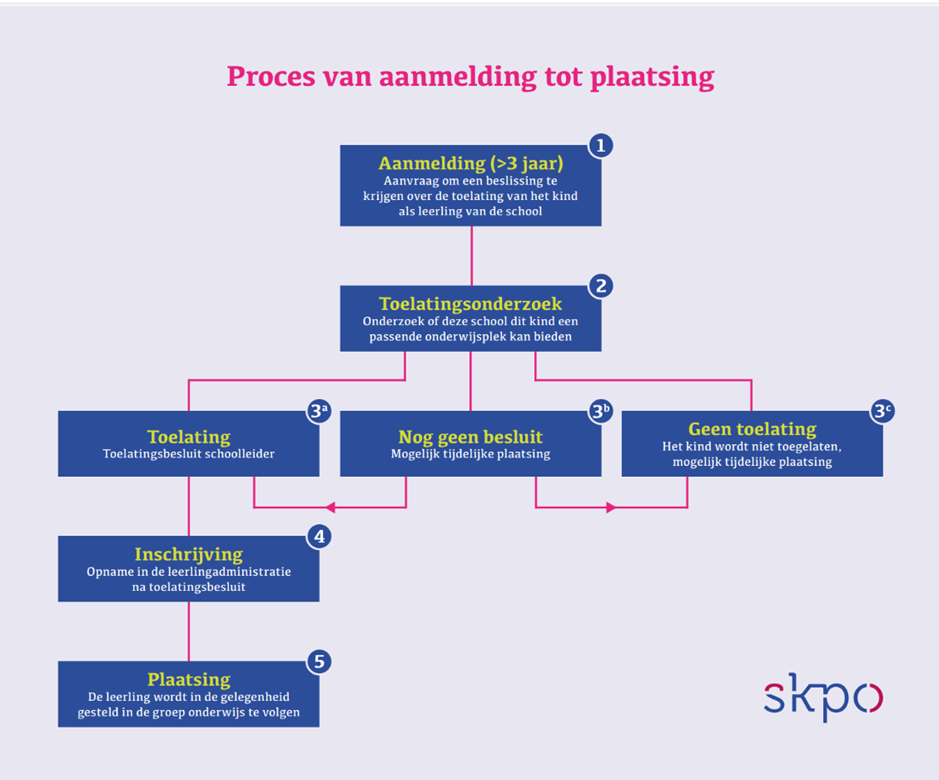 Proces van aanmelding tot plaatsing
1
Aanmelding (>3 jaar)
Aanvraag om een beslissing te
krijgen over de toelating van het kind
als leerling van de school
2
Toelatingsonderzoek
Onderzoek of deze school dit kind een
passende onderwijsplek kan bieden
3a
Toelating
Toelatingsbesluit schoolleider
3b
Nog geen besluit
Mogelijk tijdelijke plaatsing
3c
Geen toelating
Het kind wordt niet toegelaten,
mogelijk tijdelijke plaatsing
4
Inschrijving
Opname in de leerlingadministratie
na toelatingsbesluit
5
Plaatsing
De leerling wordt in de gelegenheid
gesteld in de groep onderwijs te volgen
skpo